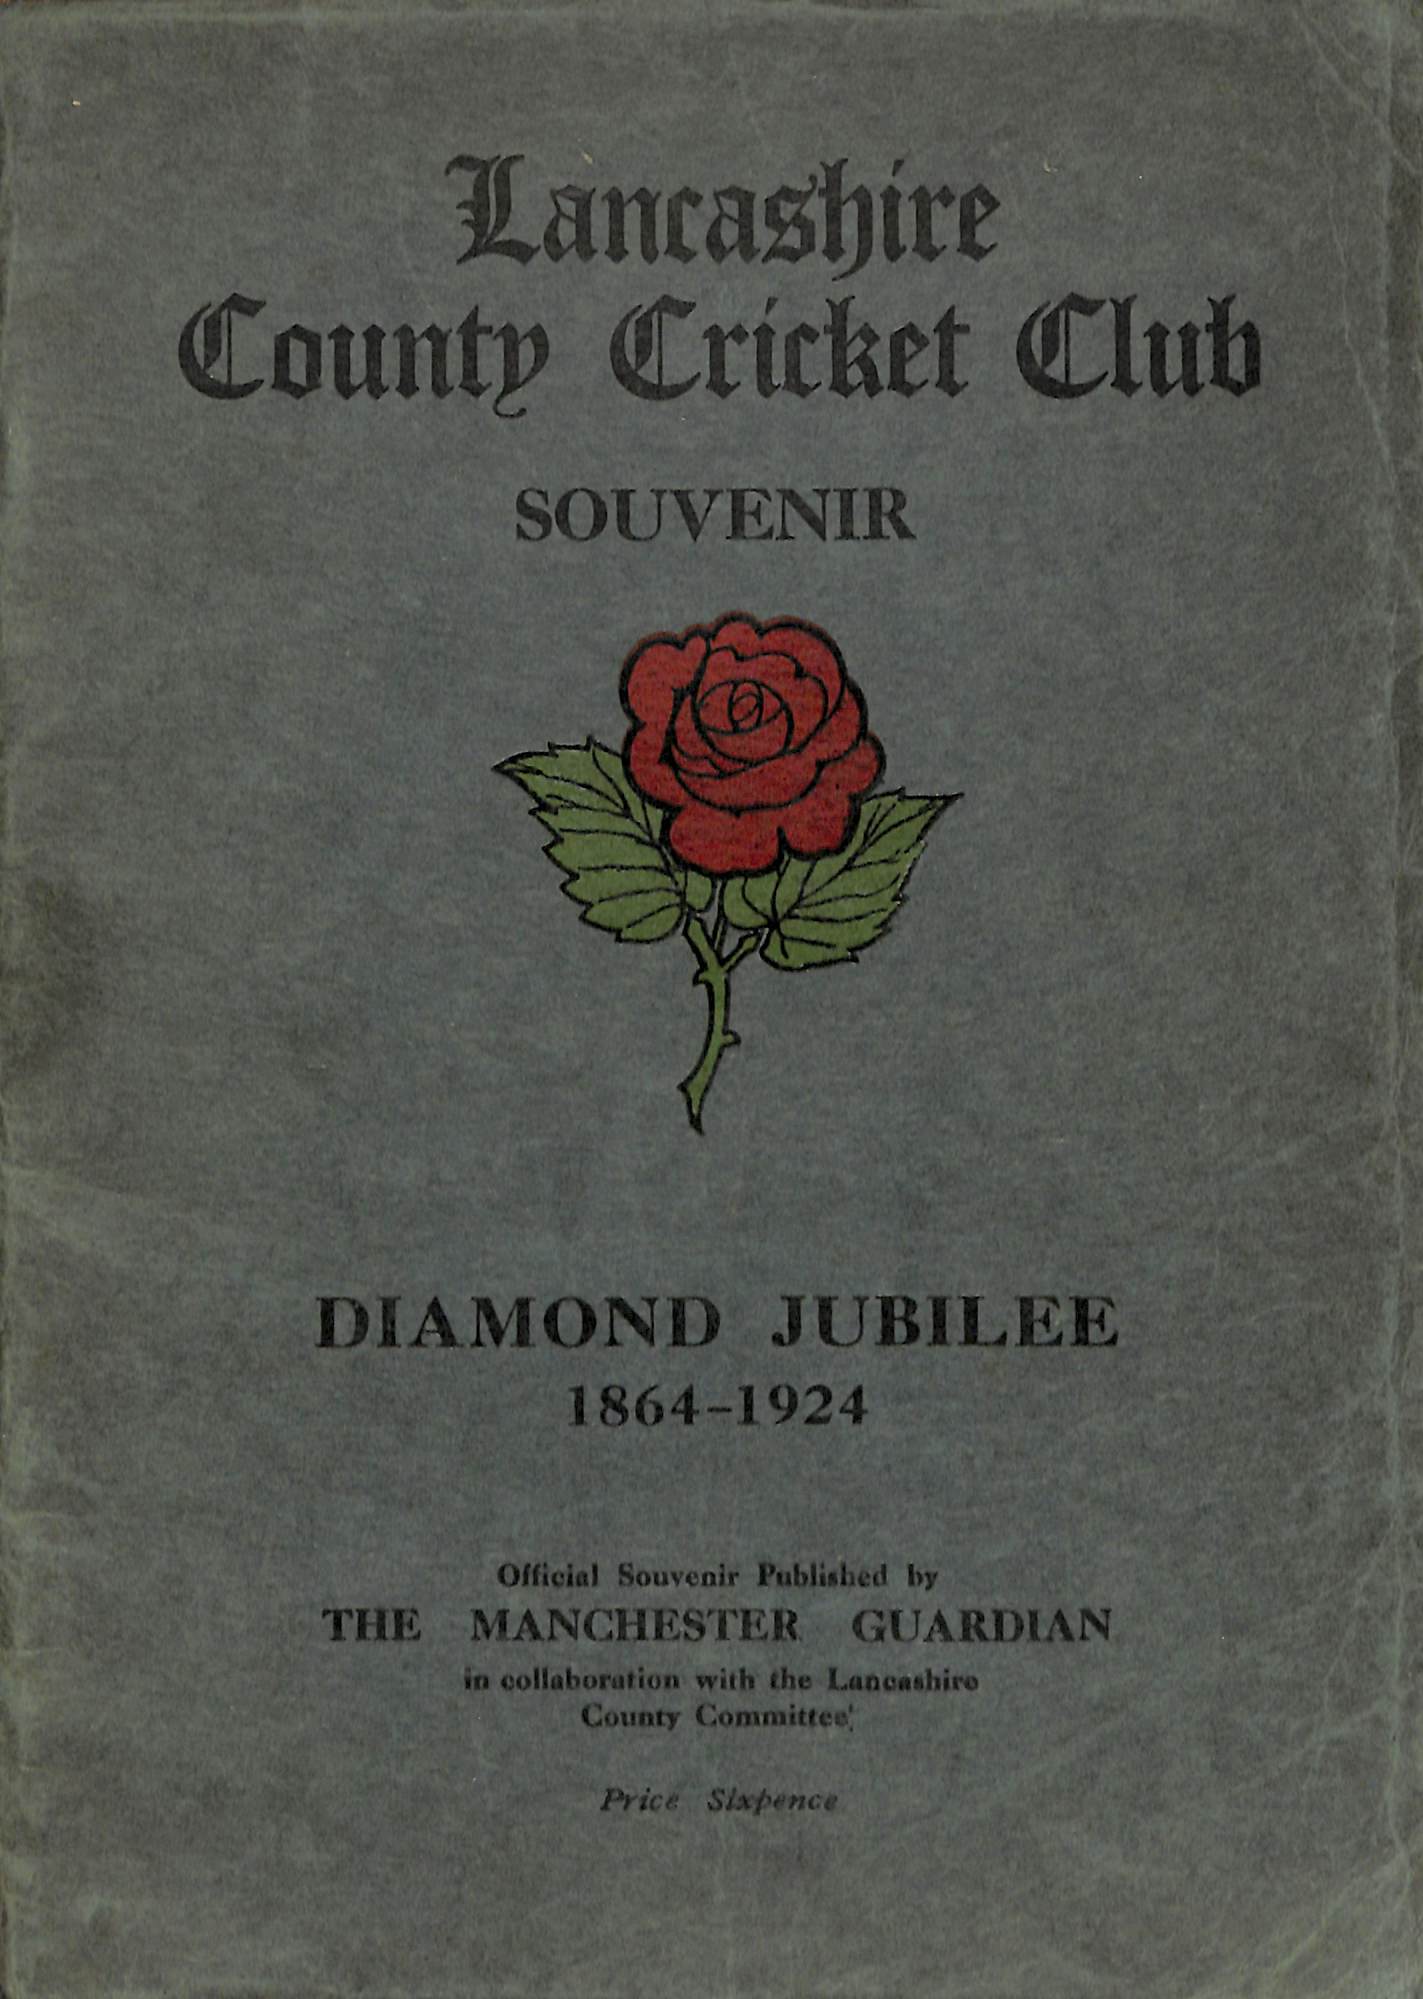 Lancashire
County Cricket Club
SOUVENIR
DIAMOND JUBILEE
1864-1924
Official Souvenir Published by
THE MANCHESTER GUARDIAN
in collaboration with the Lancashire
County Committee
Price Sixpence